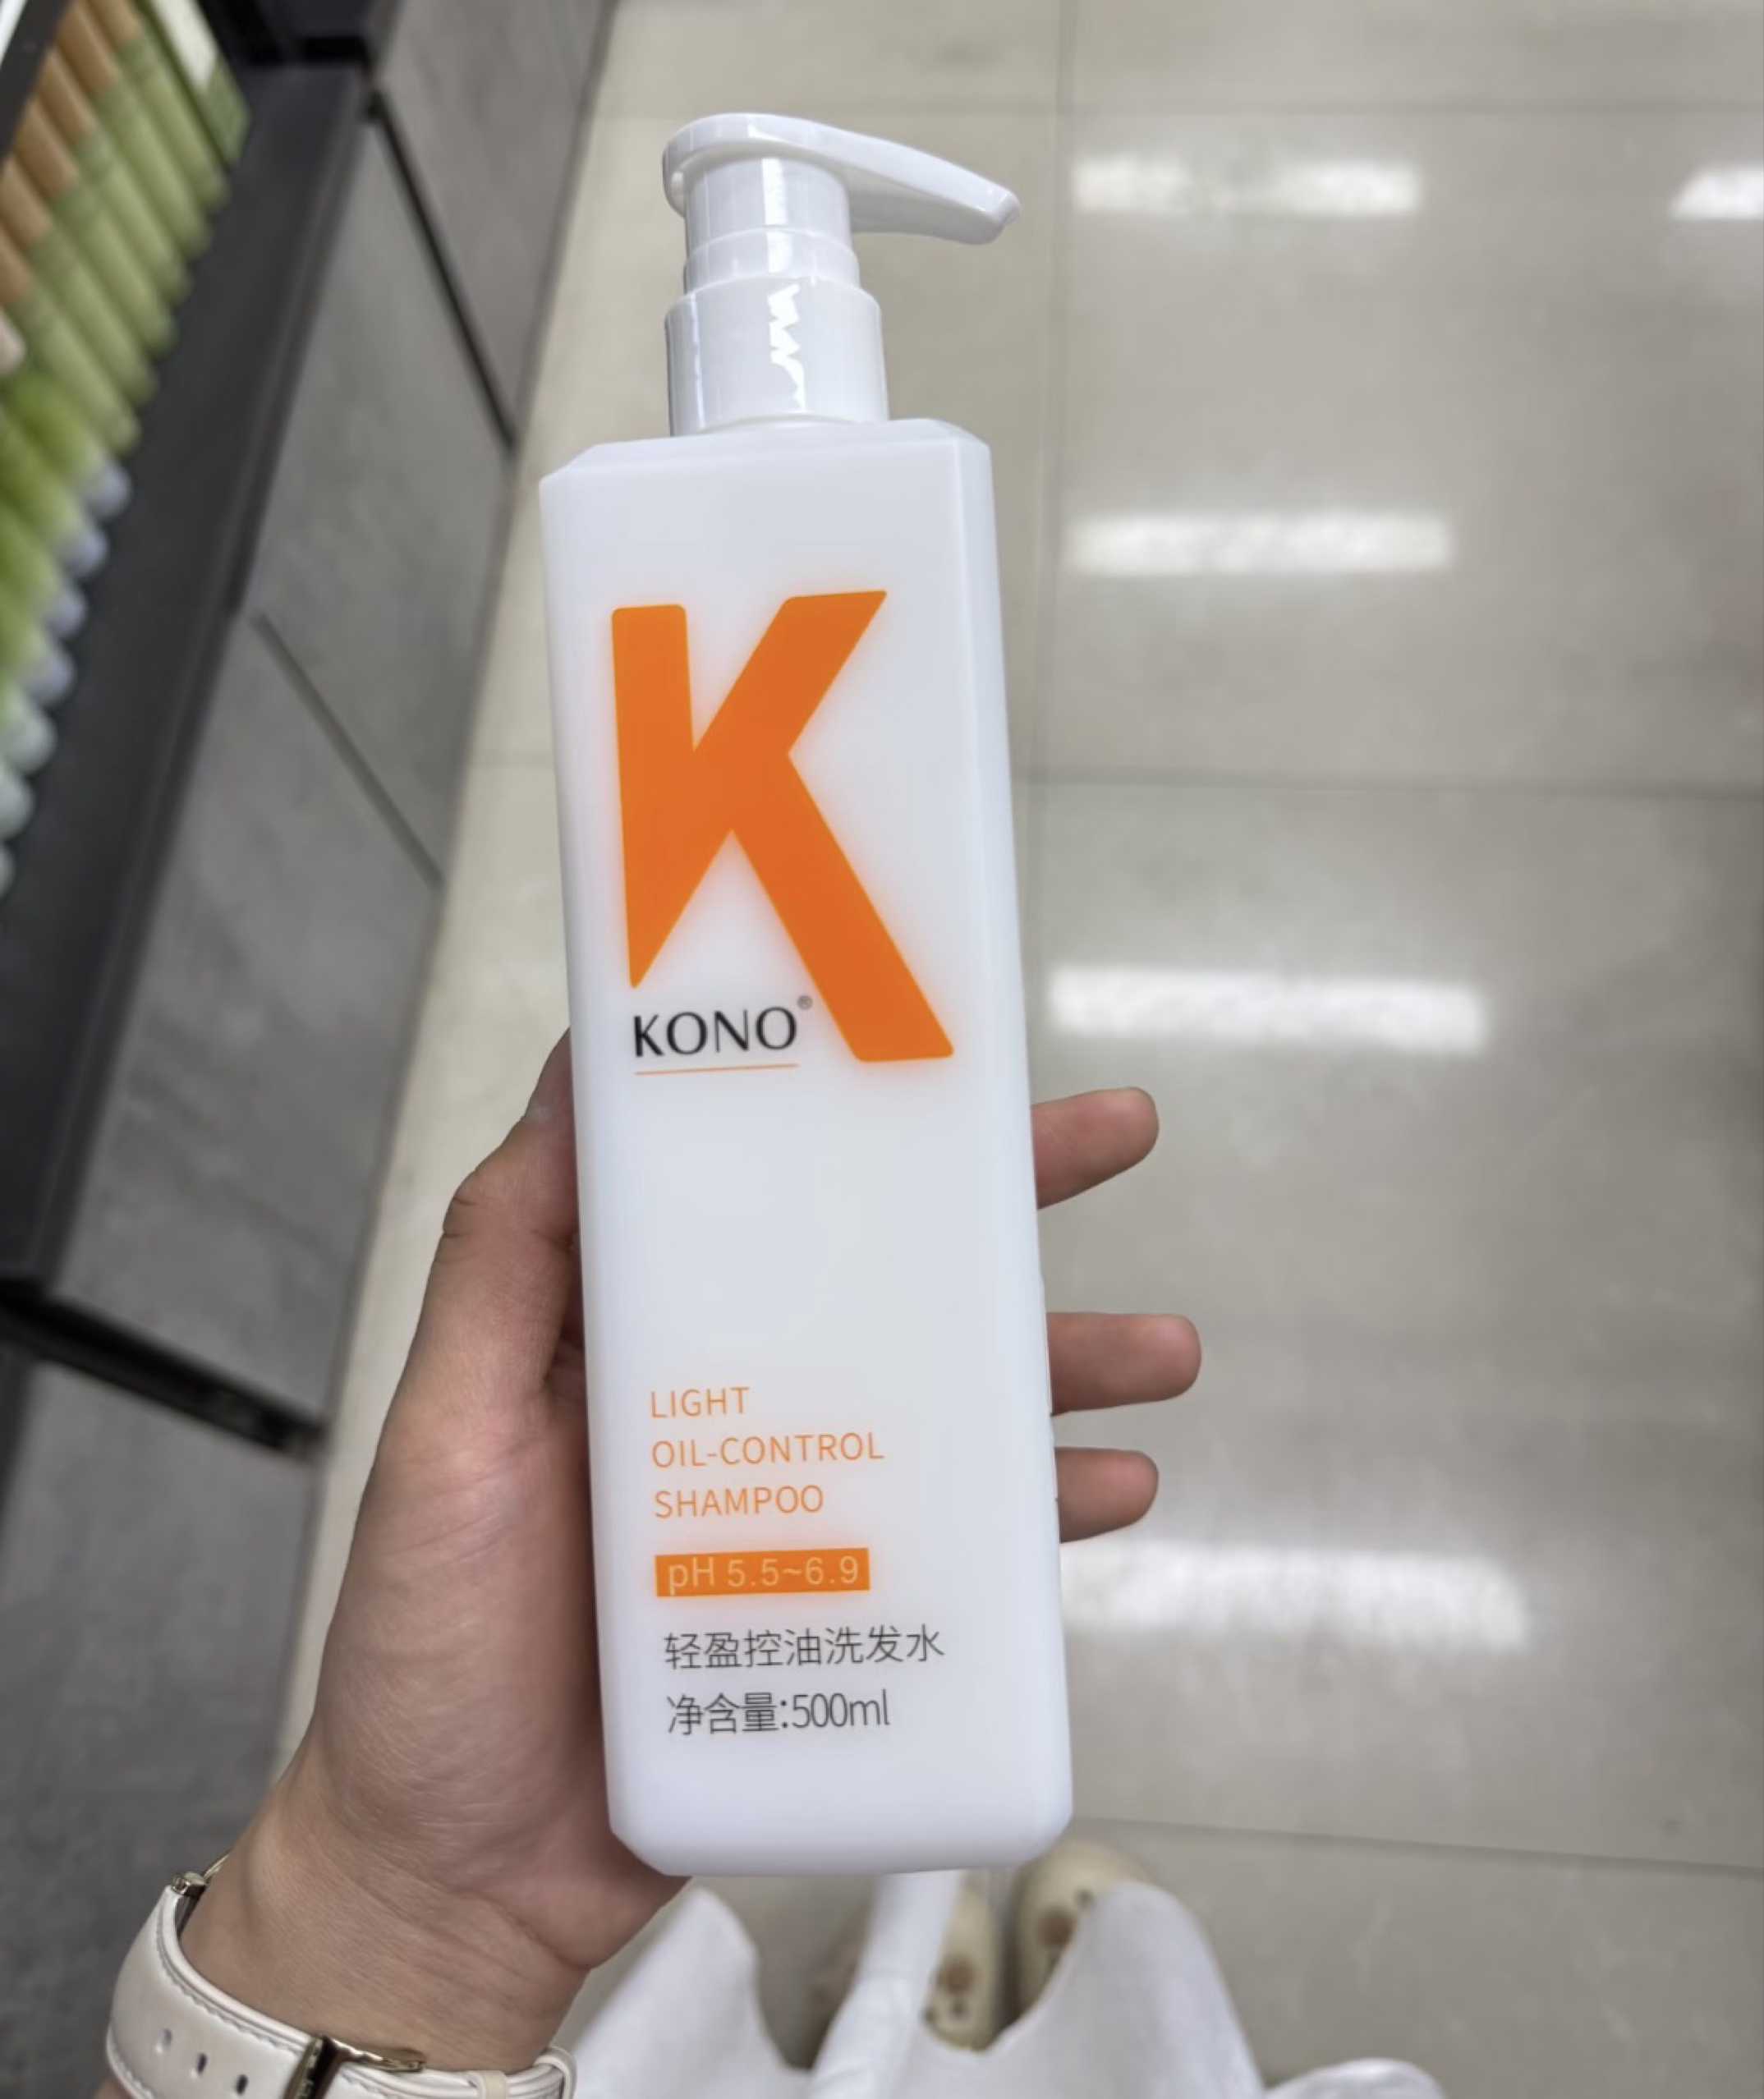 K
KONO®
LIGHT
OIL-CONTROL
SHAMPOO
pH 5.5~6.9
轻盈控油洗发水
净含量:500ml